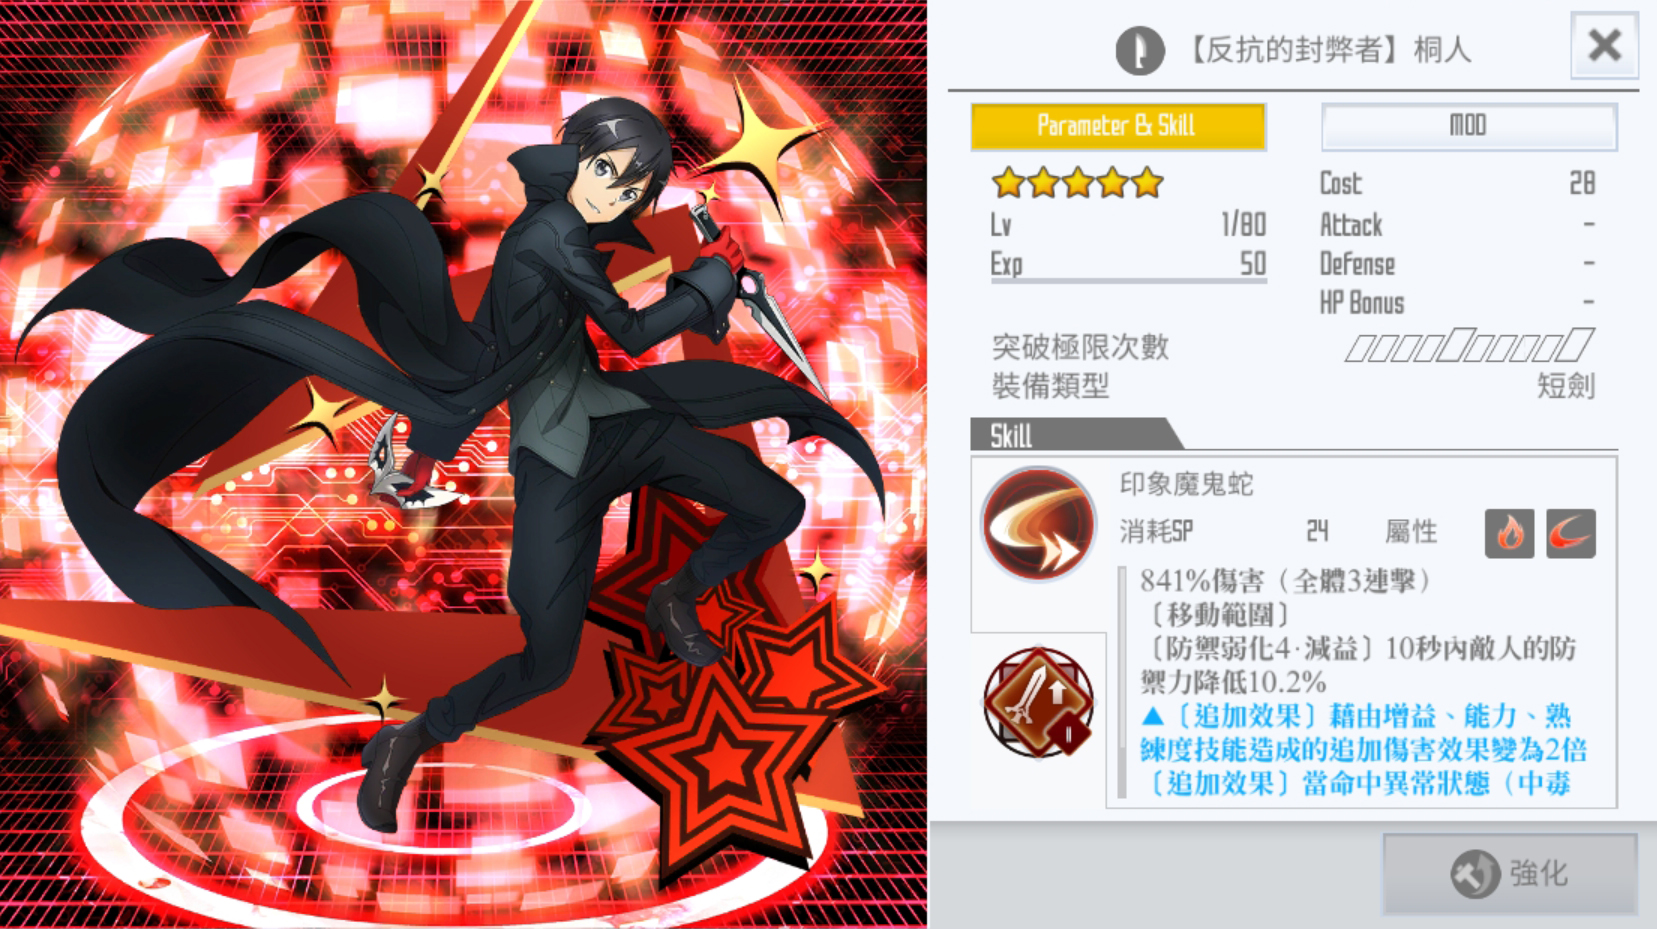 【反抗的封弊者】桐人
Parameter & Skill
MOD
Lv 1/80
Exp 50
Cost 28
Attack -
Defense -
HP Bonus -
突破極限次數
裝備類型 短劍
Skill
印象魔鬼蛇
消耗SP 24 屬性
841%傷害（全體3連擊）
〔移動範圍〕
〔防禦弱化4·減益〕10秒內敵人的防
禦力降低10.2%
▲〔追加效果〕藉由增益、能力、熟
練度技能造成的追加傷害效果變為2倍
〔追加效果〕當命中異常狀態（中毒
II
強化